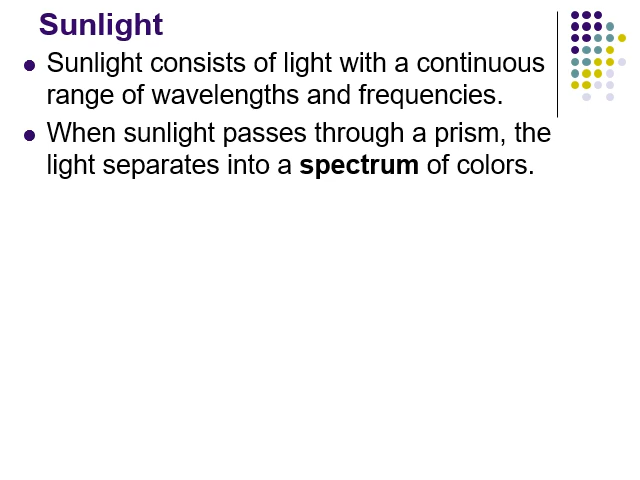 Sunlight
Sunlight consists of light with a continuous
range of wavelengths and frequencies.
When sunlight passes through a prism, the
light separates into a spectrum of colors.